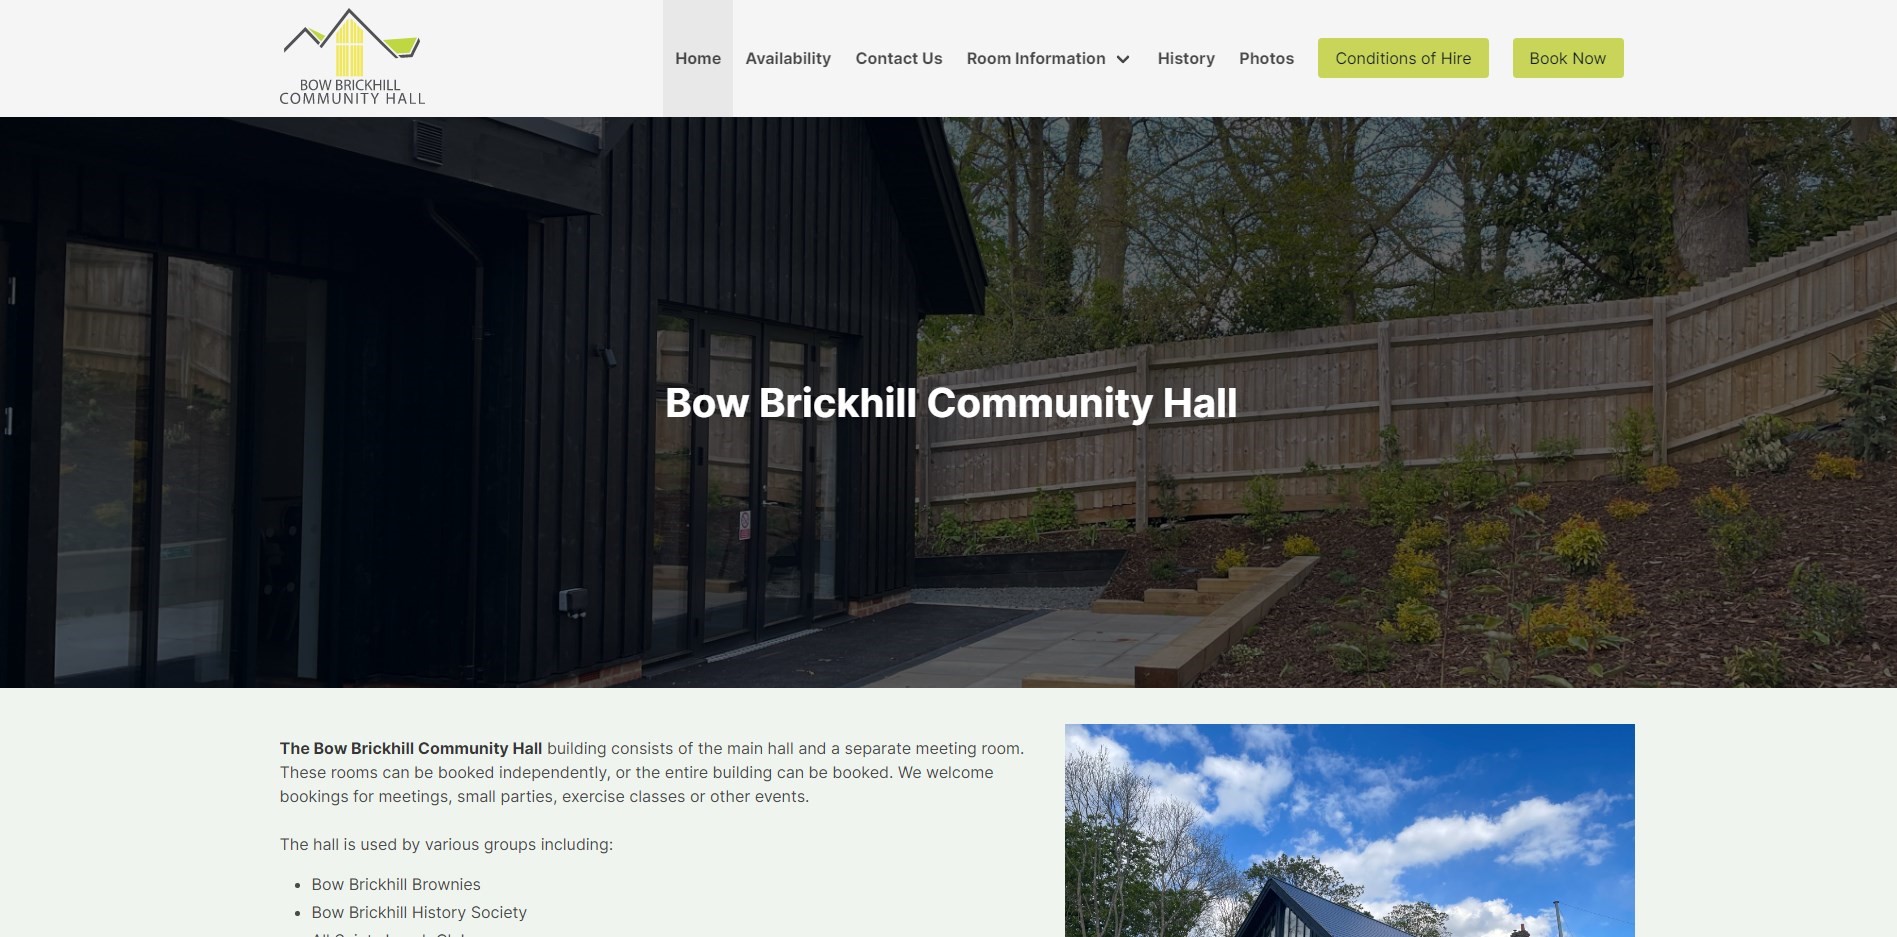 BOW BRICKHILL
COMMUNITY HALL
Home
Availability
Contact Us
Room Information
History
Photos
Conditions of Hire
Book Now
Bow Brickhill Community Hall
The Bow Brickhill Community Hall building consists of the main hall and a separate meeting room.
These rooms can be booked independently, or the entire building can be booked. We welcome
bookings for meetings, small parties, exercise classes or other events.
The hall is used by various groups including:
Bow Brickhill Brownies
Bow Brickhill History Society